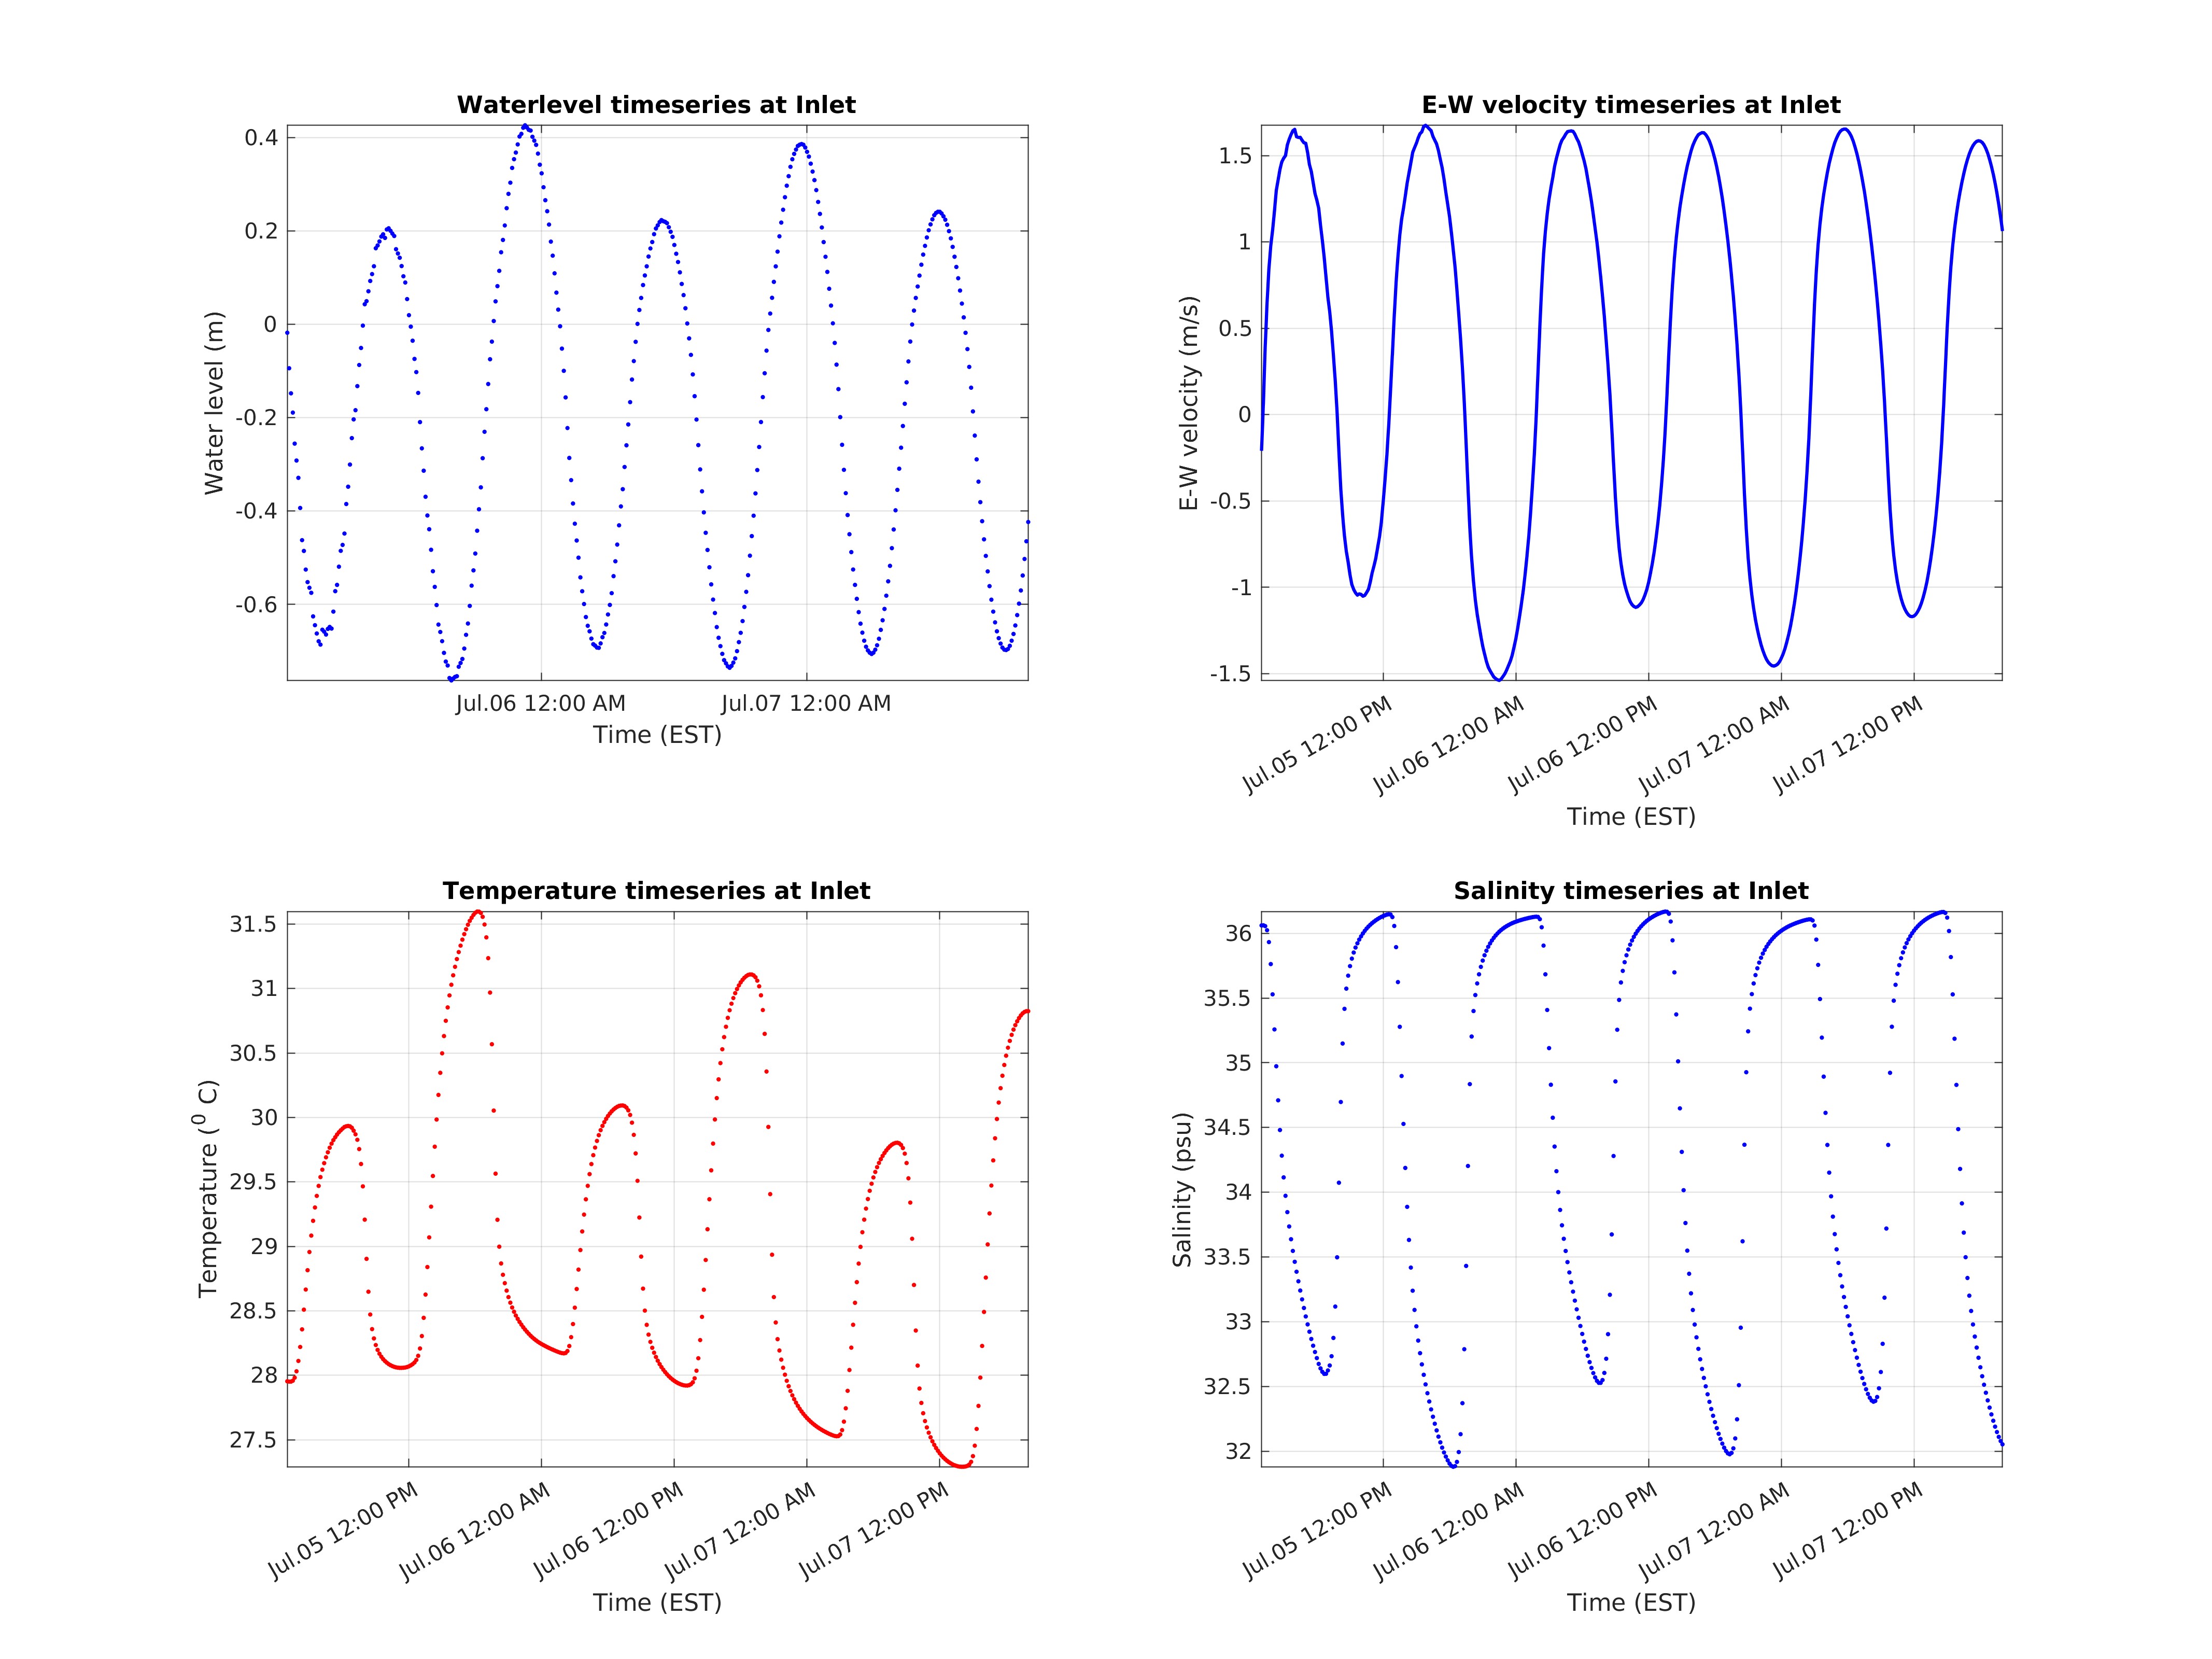 Waterlevel timeseries at Inlet
0.4
0.2
0
-0.2
-0.4
-0.6
Water level (m)
Jul.06 12:00 AM
Jul.07 12:00 AM
Time (EST)
E-W velocity timeseries at Inlet
1.5
1
0.5
0
-0.5
-1
-1.5
E-W velocity (m/s)
Jul.05 12:00 PM
Jul.06 12:00 AM
Jul.06 12:00 PM
Jul.07 12:00 AM
Jul.07 12:00 PM
Time (EST)
Temperature timeseries at Inlet
31.5
31
30.5
30
29.5
29
28.5
28
27.5
Temperature (⁰ C)
Jul.05 12:00 PM
Jul.06 12:00 AM
Jul.06 12:00 PM
Jul.07 12:00 AM
Jul.07 12:00 PM
Time (EST)
Salinity timeseries at Inlet
36
35.5
35
34.5
34
33.5
33
32.5
32
Salinity (psu)
Jul.05 12:00 PM
Jul.06 12:00 AM
Jul.06 12:00 PM
Jul.07 12:00 AM
Jul.07 12:00 PM
Time (EST)